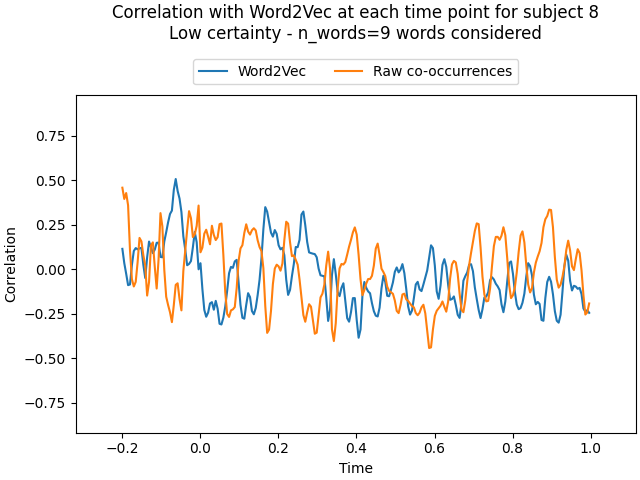 Correlation with Word2Vec at each time point for subject 8
Low certainty - n_words=9 words considered
Word2Vec
Raw co-occurrences
Correlation
0.75
0.50
0.25
0.00
−0.25
−0.50
−0.75
−0.2
0.0
0.2
0.4
0.6
0.8
1.0
Time